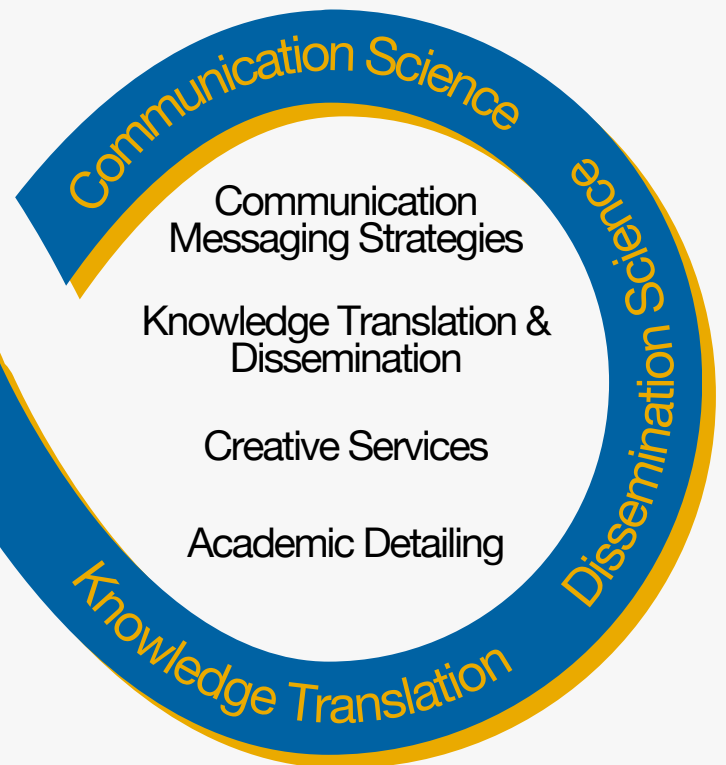 Communication Science
Dissemination Science
Knowledge Translation
Communication
Messaging Strategies
Knowledge Translation &
Dissemination
Creative Services
Academic Detailing